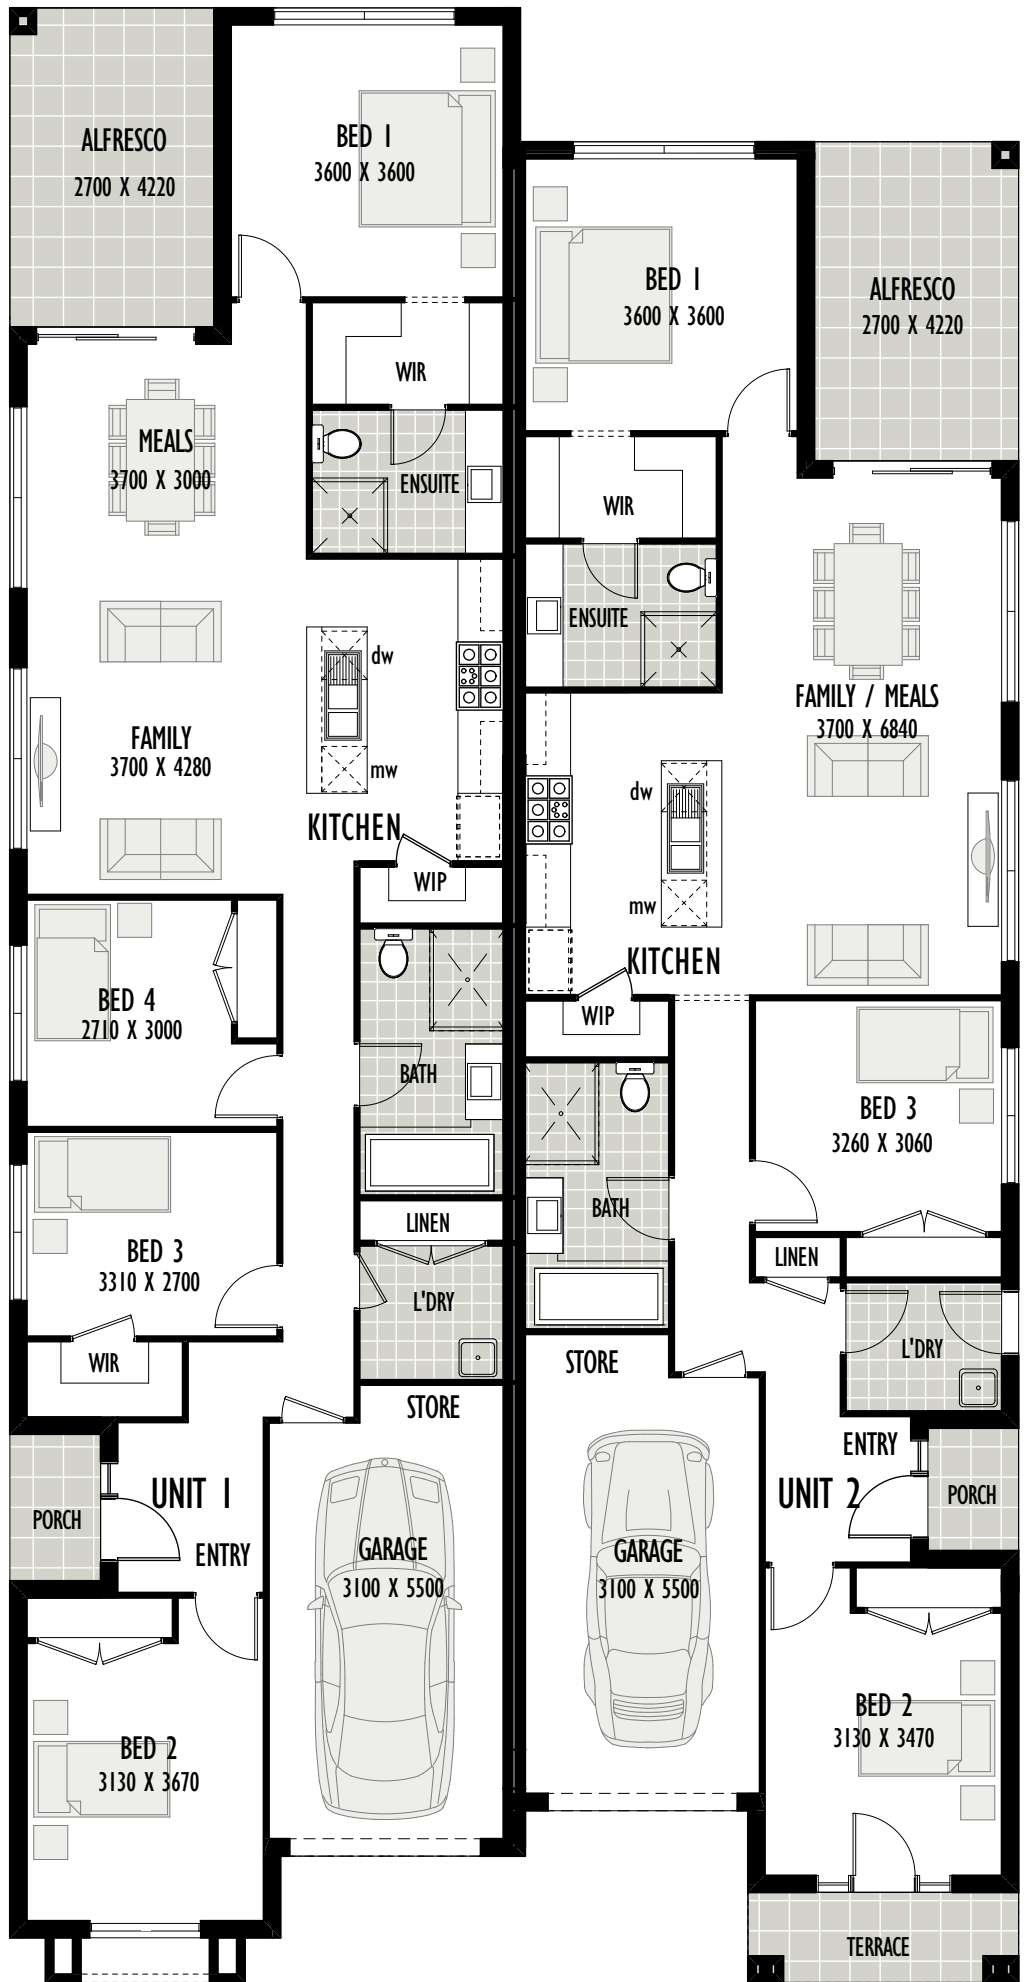 ALFRESCO
2700 X 4220
BED 1
3600 X 3600
WIR
MEALS
3700 X 3000
ENSUITE
dw
FAMILY
3700 X 4280
mw
KITCHEN
WIP
BED 4
2710 X 3000
BATH
BED 3
3310 X 2700
LINEN
L'DRY
WIR
STORE
UNIT 1
PORCH
ENTRY
GARAGE
3100 X 5500
BED 2
3130 X 3670
BED 1
3600 X 3600
ALFRESCO
2700 X 4220
WIR
ENSUITE
FAMILY / MEALS
3700 X 6840
dw
mw
KITCHEN
WIP
BED 3
3260 X 3060
BATH
LINEN
L'DRY
STORE
ENTRY
UNIT 2
PORCH
GARAGE
3100 X 5500
BED 2
3130 X 3470
TERRACE